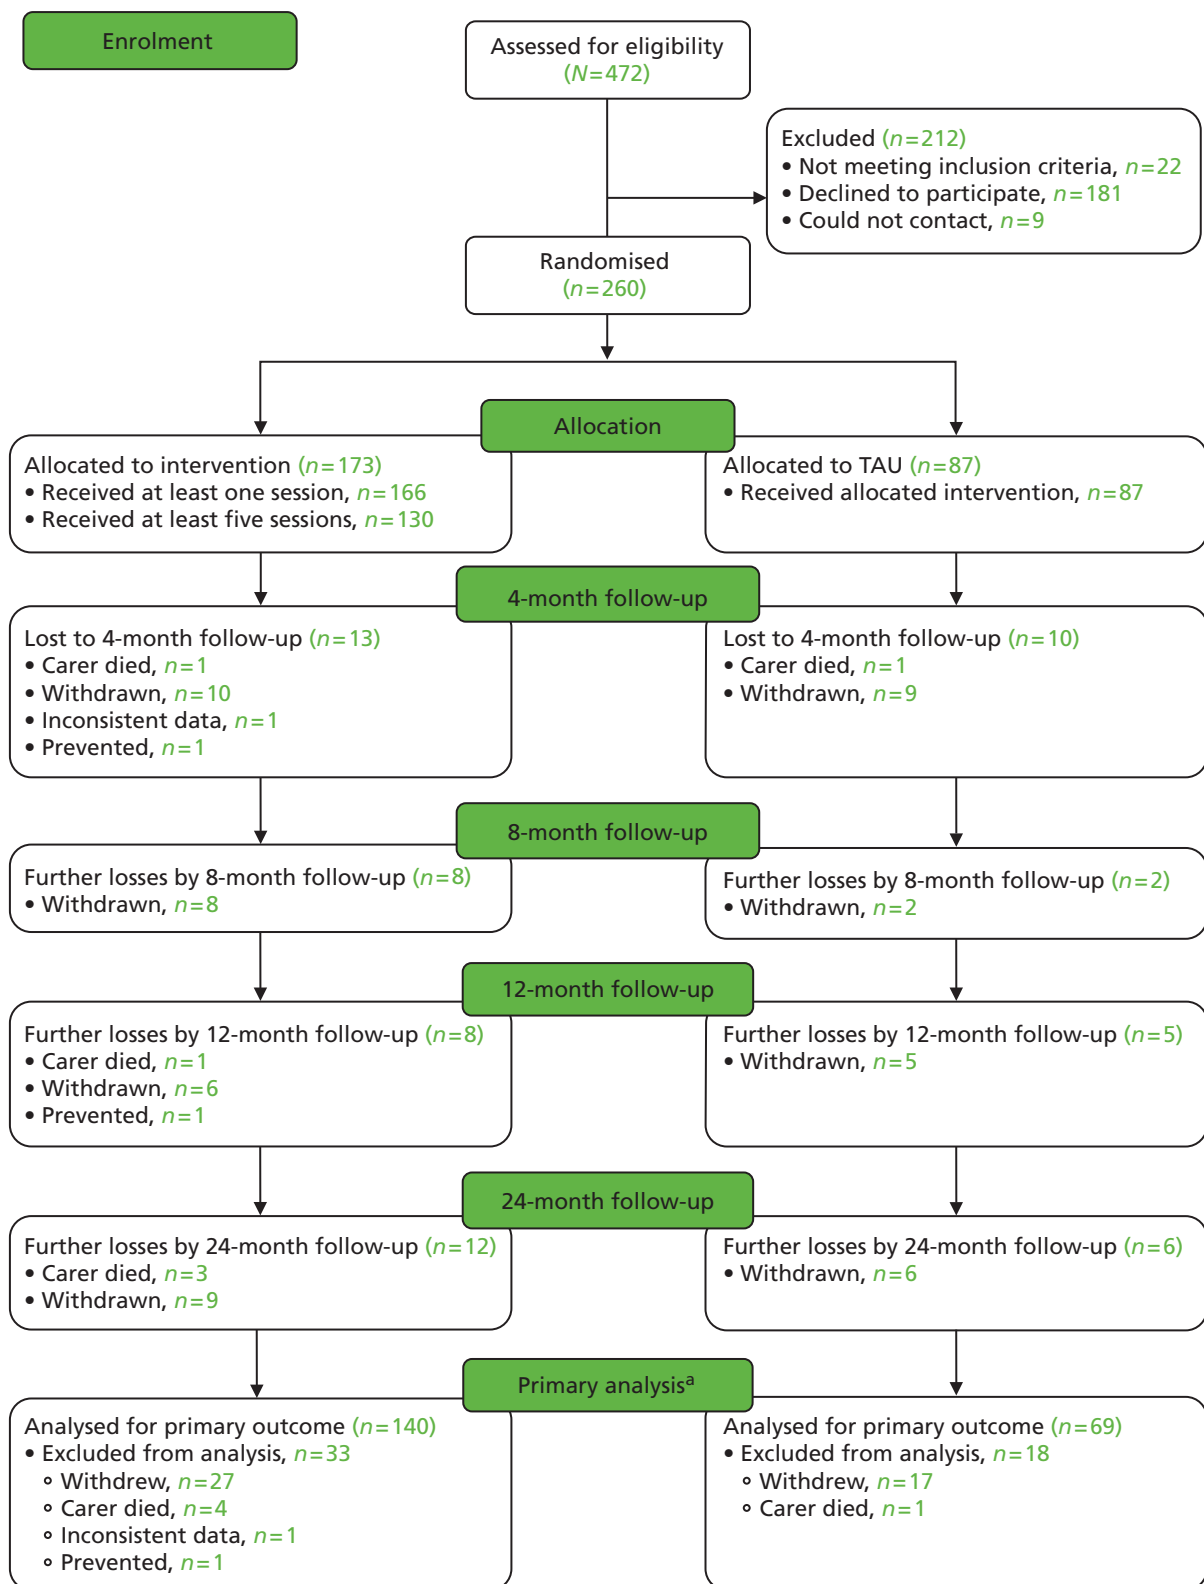 Enrolment
Assessed for eligibility
(N=472)
Excluded (n=212)
• Not meeting inclusion criteria, n=22
• Declined to participate, n=181
• Could not contact, n=9
Randomised
(n=260)
Allocation
Allocated to intervention (n=173)
• Received at least one session, n=166
• Received at least five sessions, n=130
Allocated to TAU (n=87)
• Received allocated intervention, n=87
4-month follow-up
Lost to 4-month follow-up (n=13)
• Carer died, n=1
• Withdrawn, n=10
• Inconsistent data, n=1
• Prevented, n=1
Lost to 4-month follow-up (n=10)
• Carer died, n=1
• Withdrawn, n=9
8-month follow-up
Further losses by 8-month follow-up (n=8)
• Withdrawn, n=8
Further losses by 8-month follow-up (n=2)
• Withdrawn, n=2
12-month follow-up
Further losses by 12-month follow-up (n=8)
• Carer died, n=1
• Withdrawn, n=6
• Prevented, n=1
Further losses by 12-month follow-up (n=5)
• Withdrawn, n=5
24-month follow-up
Further losses by 24-month follow-up (n=12)
• Carer died, n=3
• Withdrawn, n=9
Further losses by 24-month follow-up (n=6)
• Withdrawn, n=6
Primary analysisᵃ
Analysed for primary outcome (n=140)
• Excluded from analysis, n=33
∘ Withdrew, n=27
∘ Carer died, n=4
∘ Inconsistent data, n=1
∘ Prevented, n=1
Analysed for primary outcome (n=69)
• Excluded from analysis, n=18
∘ Withdrew, n=17
∘ Carer died, n=1